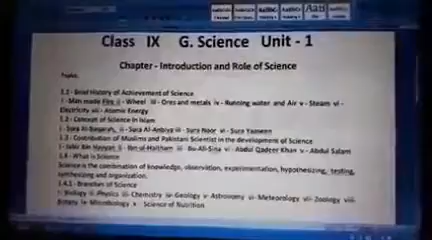 Class IX G. Science Unit - 1
Chapter - Introduction and Role of Science
Topics:
1.1 - Brief History of Achievement of Science
i - Man made Fire ii - Wheel iii - Ores and metals iv - Running water and Air v - Steam vi -
Electricity vii - Atomic Energy
1.2 - Concept of Science in Islam
i - Sura Al-Baqarah, ii - Sura Al-Anbiya iii - Sura Noor vi - Sura Yaseen
1.3 - Contribution of Muslims and Pakistani Scientist in the development of Science
i - Jabir Bin Hayyan ii - Ibn ul-Haitham iii - Bu-Ali-Sina vi - Abdul Qadeer Khan v - Abdul Salam
1.4 - What is Science
Science is the combination of knowledge, observation, experimentation, hypothesizing, testing,
synthesizing and organization.
1.4.1 - Branches of Science
i - Biology ii - Physics iii - Chemistry iv - Geology v - Astronomy vi - Meteorology vii - Zoology viii -
Botany ix - Microbiology x Science of Nutrition